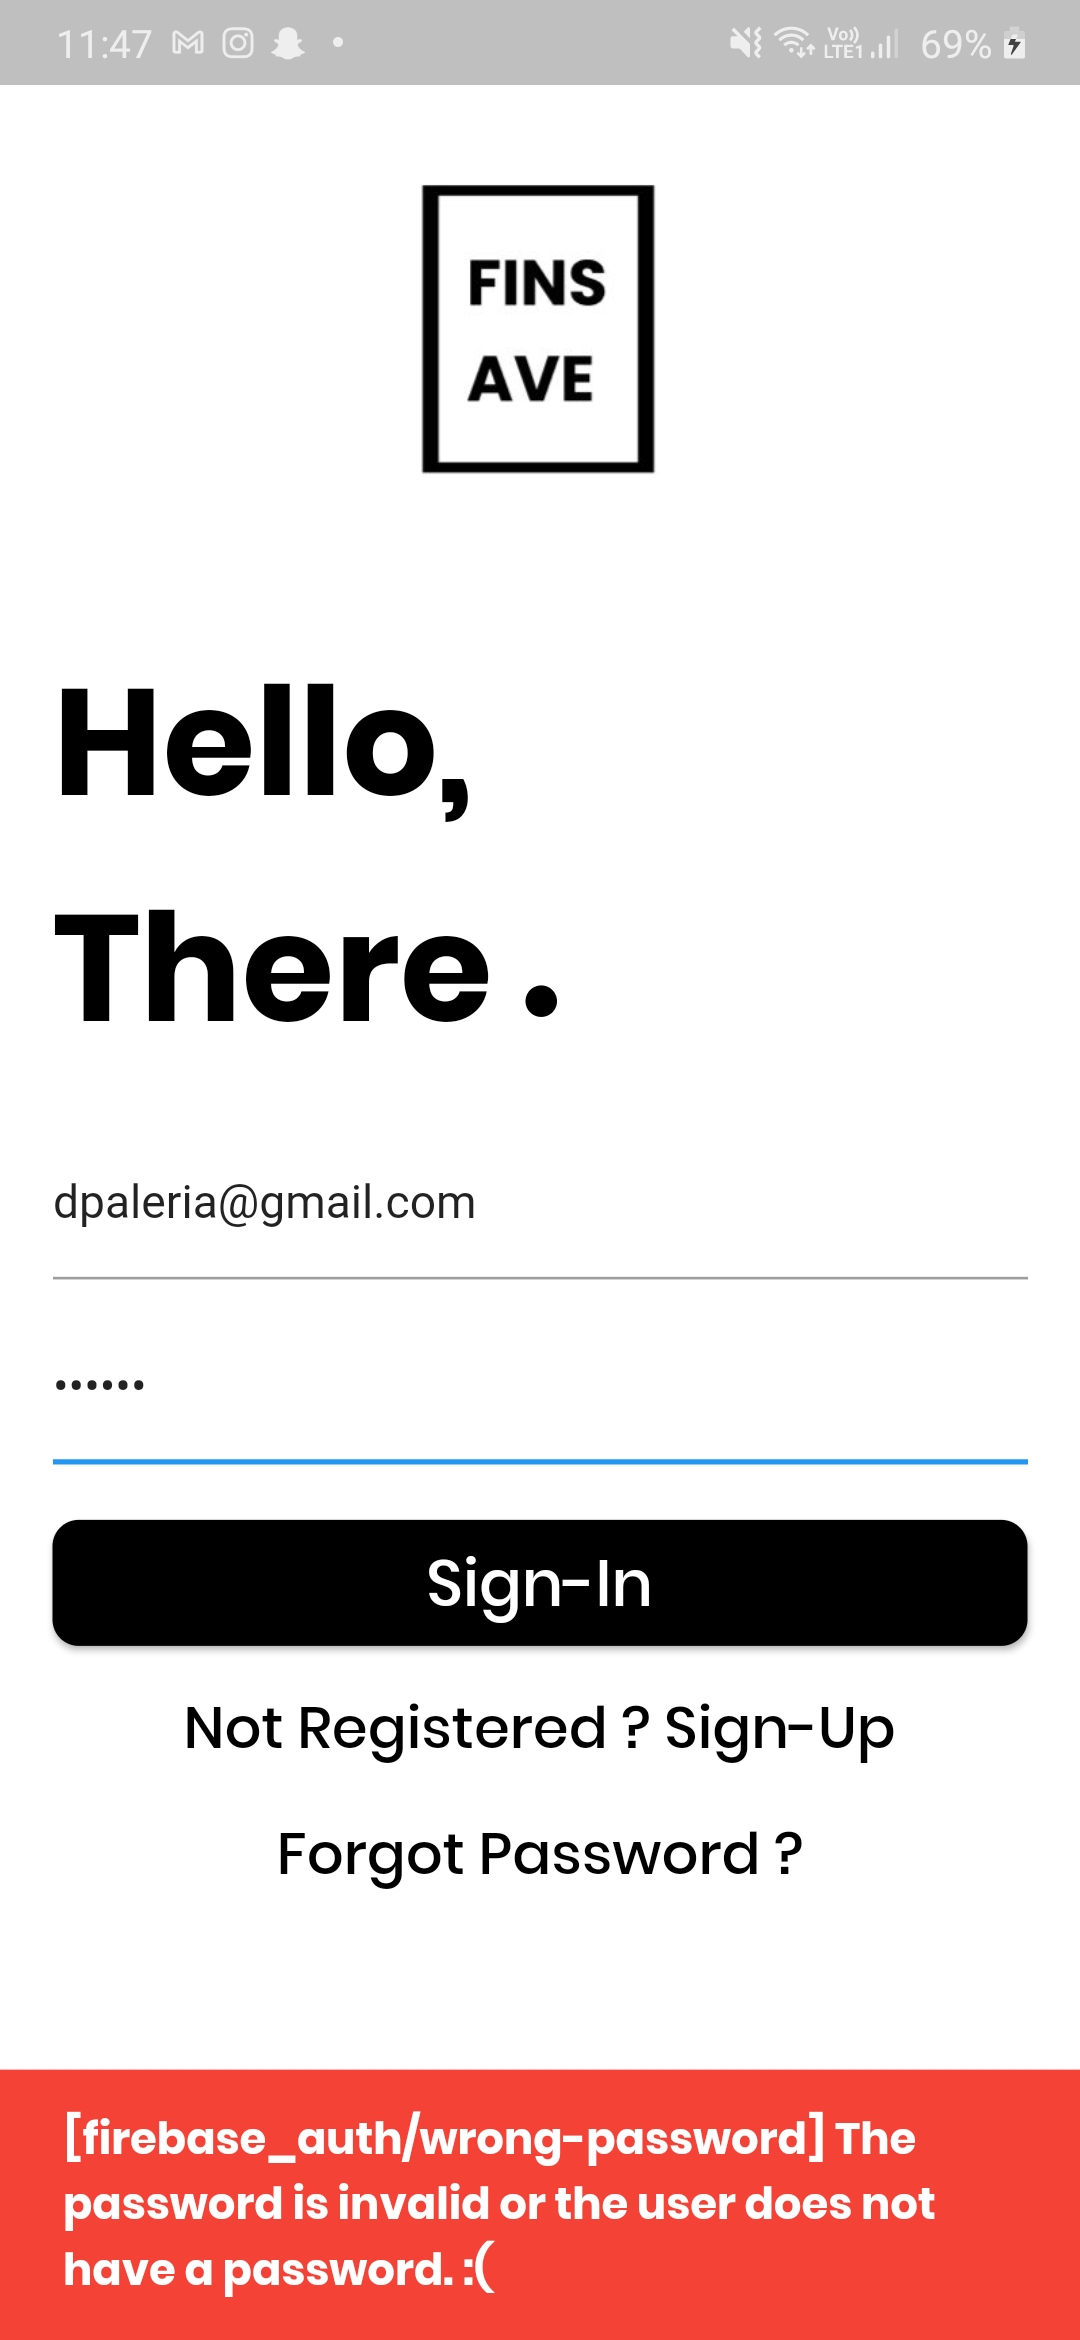 11:47
Vo)) LTE1 69%
FINS
AVE
Hello,
There .
dpaleria@gmail.com
••••••
Sign-In
Not Registered ? Sign-Up
Forgot Password ?
[firebase_auth/wrong-password] The
password is invalid or the user does not
have a password. :(